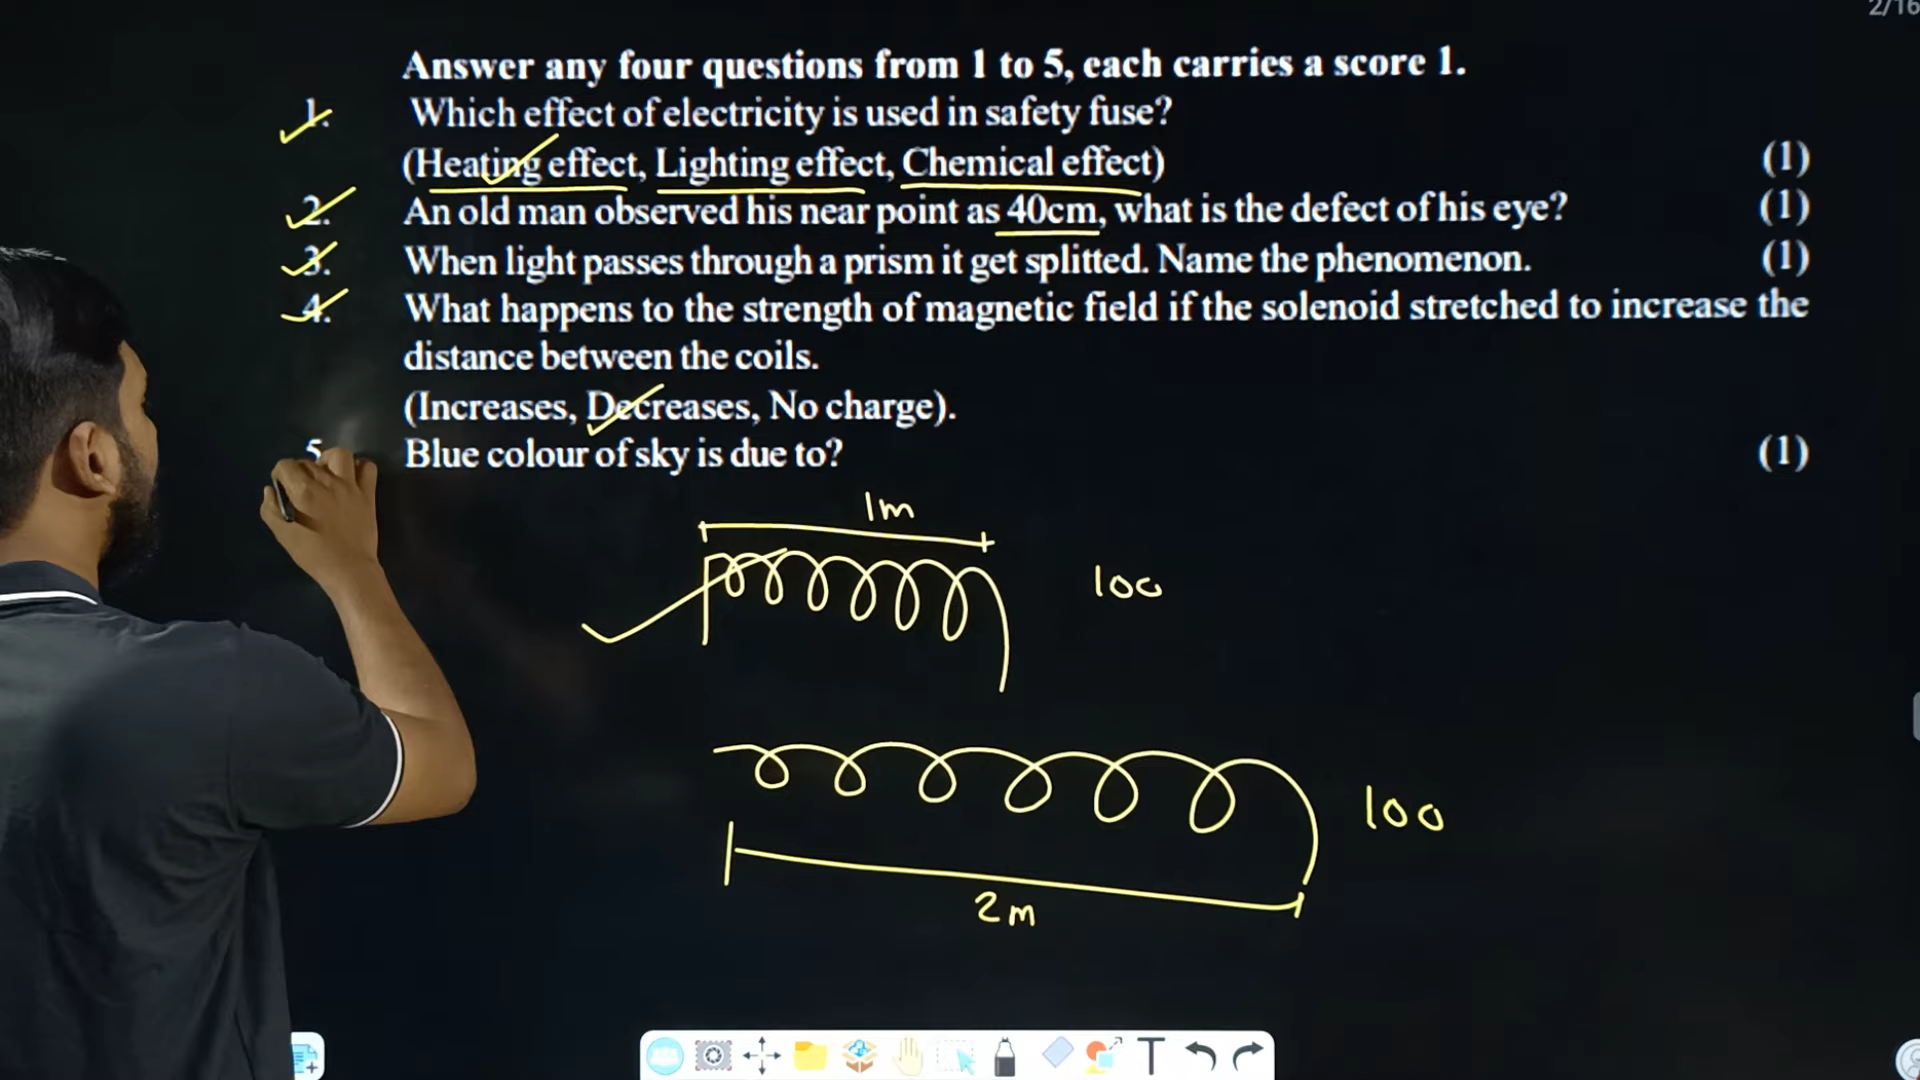 2/16
Answer any four questions from 1 to 5, each carries a score 1.
1. Which effect of electricity is used in safety fuse?
(Heating effect, Lighting effect, Chemical effect) (1)
2. An old man observed his near point as 40cm, what is the defect of his eye? (1)
3. When light passes through a prism it get splitted. Name the phenomenon. (1)
4. What happens to the strength of magnetic field if the solenoid stretched to increase the
distance between the coils.
(Increases, Decreases, No charge).
5 Blue colour of sky is due to? (1)
1m
100
100
2m
T